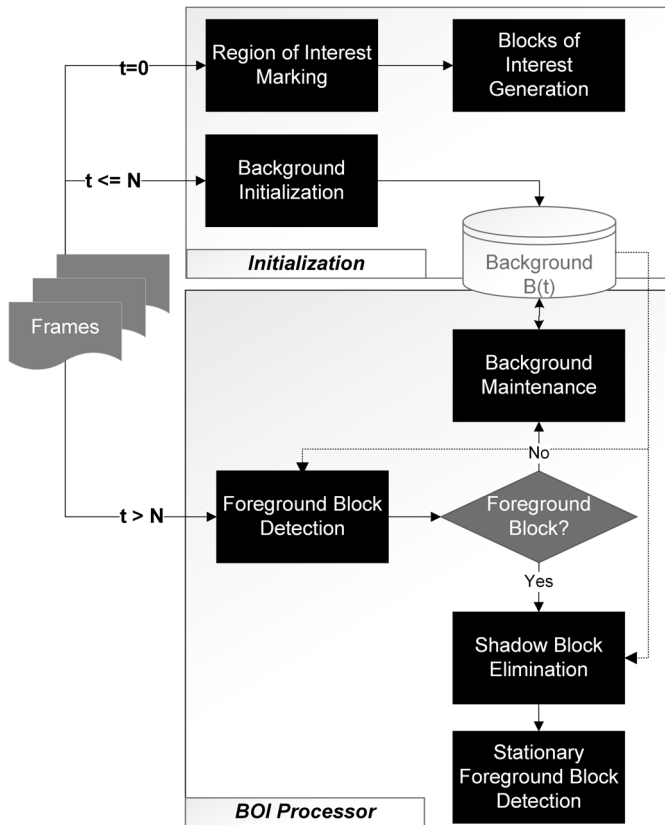 t=0
Region of Interest
Marking
Blocks of
Interest
Generation
t <= N
Background
Initialization
Initialization
Background
B(t)
Frames
Background
Maintenance
No
t > N
Foreground Block
Detection
Foreground
Block?
Yes
Shadow Block
Elimination
Stationary
Foreground Block
Detection
BOI Processor